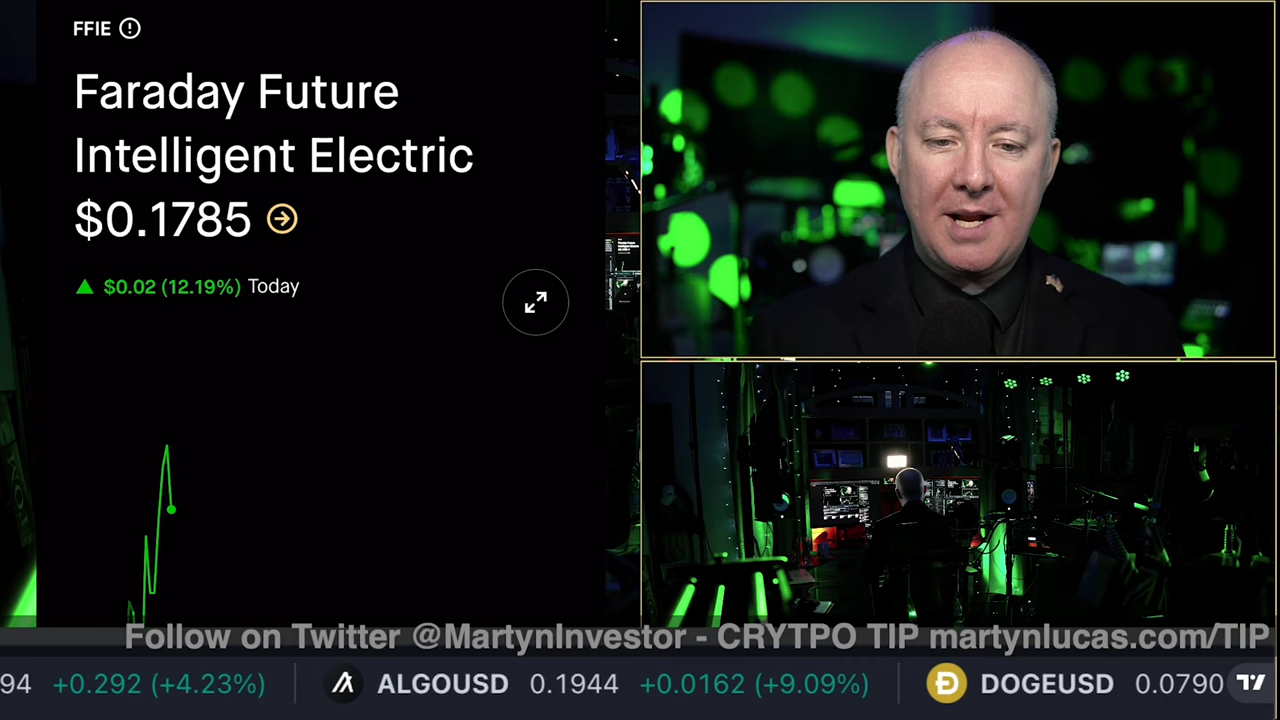 FFIE
Faraday Future
Intelligent Electric
$0.1785
$0.02 (12.19%) Today
Follow on Twitter @MartynInvestor - CRYTPO TIP martynlucas.com/TIP
94 +0.292 (+4.23%) ALGOUSD 0.1944 +0.0162 (+9.09%) DOGEUSD 0.0790